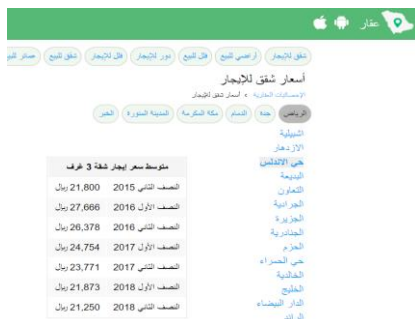 عقار
شقق للإيجار أراضي للبيع فلل للبيع دور للإيجار فلل للإيجار شقق للبيع عمائر للبيع
أسعار شقق للإيجار
الإحصائيات العقارية > أسعار شقق للإيجار
الرياض جدة الدمام مكة المكرمة المدينة المنورة الخبر
اشبيلية
الازدهار
حي الاندلس
البديعة
التعاون
الجرادية
الجزيرة
الجنادرية
الحزم
حي الحمراء
الخالدية
الخليج
الدار البيضاء
الرائد
متوسط سعر إيجار شقة 3 غرف
النصف الثاني 2015 21,800 ريال
النصف الأول 2016 27,666 ريال
النصف الثاني 2016 26,378 ريال
النصف الأول 2017 24,754 ريال
النصف الثاني 2017 23,771 ريال
النصف الأول 2018 21,873 ريال
النصف الثاني 2018 21,250 ريال